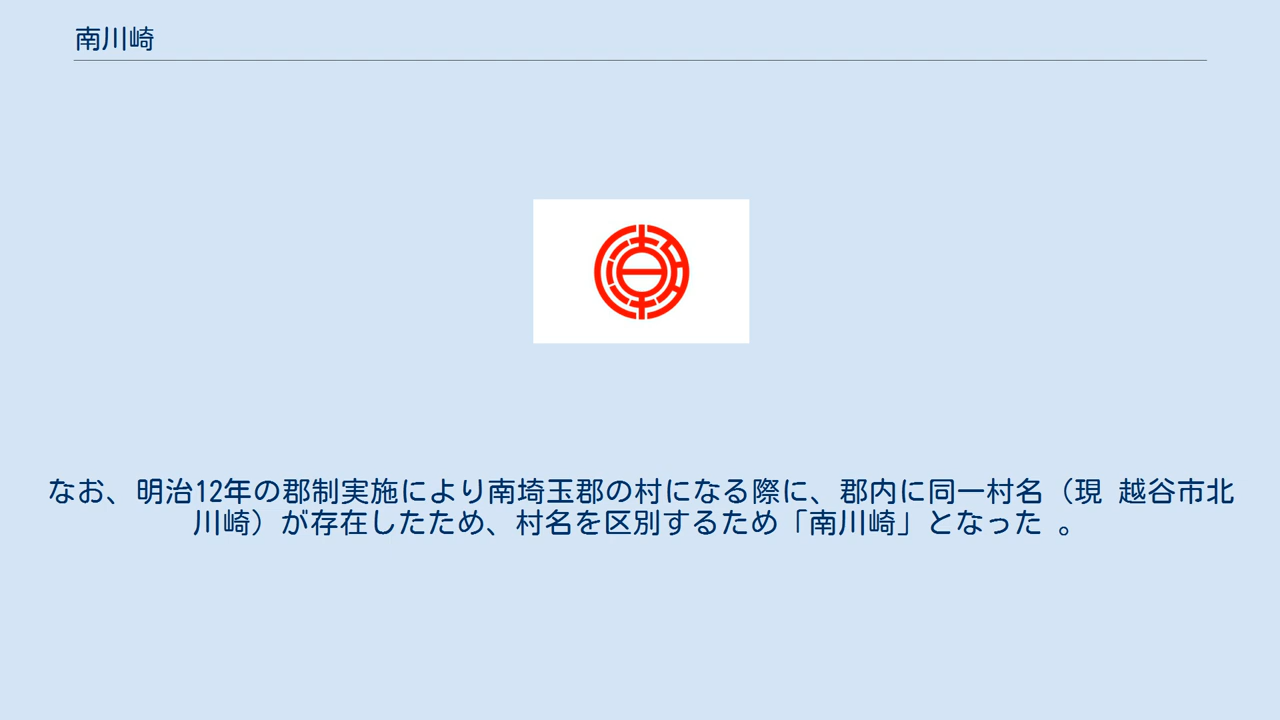 南川崎
なお、明治12年の郡制実施により南埼玉郡の村になる際に、郡内に同一村名（現 越谷市北
川崎）が存在したため、村名を区別するため「南川崎」となった 。